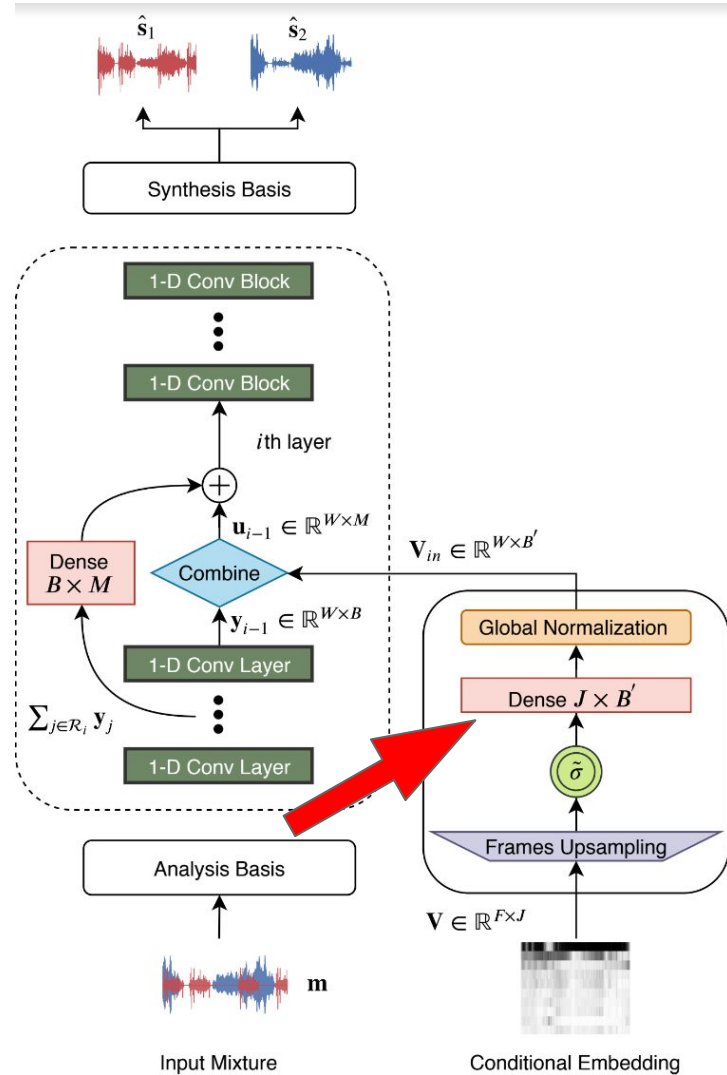 ŝ₁ ŝ₂
Synthesis Basis
1-D Conv Block
1-D Conv Block
ith layer
+
u_{i−1} ∈ ℝ^{W×M}
V_{in} ∈ ℝ^{W×B′}
Dense
B × M
Combine
y_{i−1} ∈ ℝ^{W×B}
Global Normalization
1-D Conv Layer
Dense J × B′
∑_{j∈ℛ_i} y_j
1-D Conv Layer
σ̃
Frames Upsampling
Analysis Basis
V ∈ ℝ^{F×J}
m
Input Mixture
Conditional Embedding